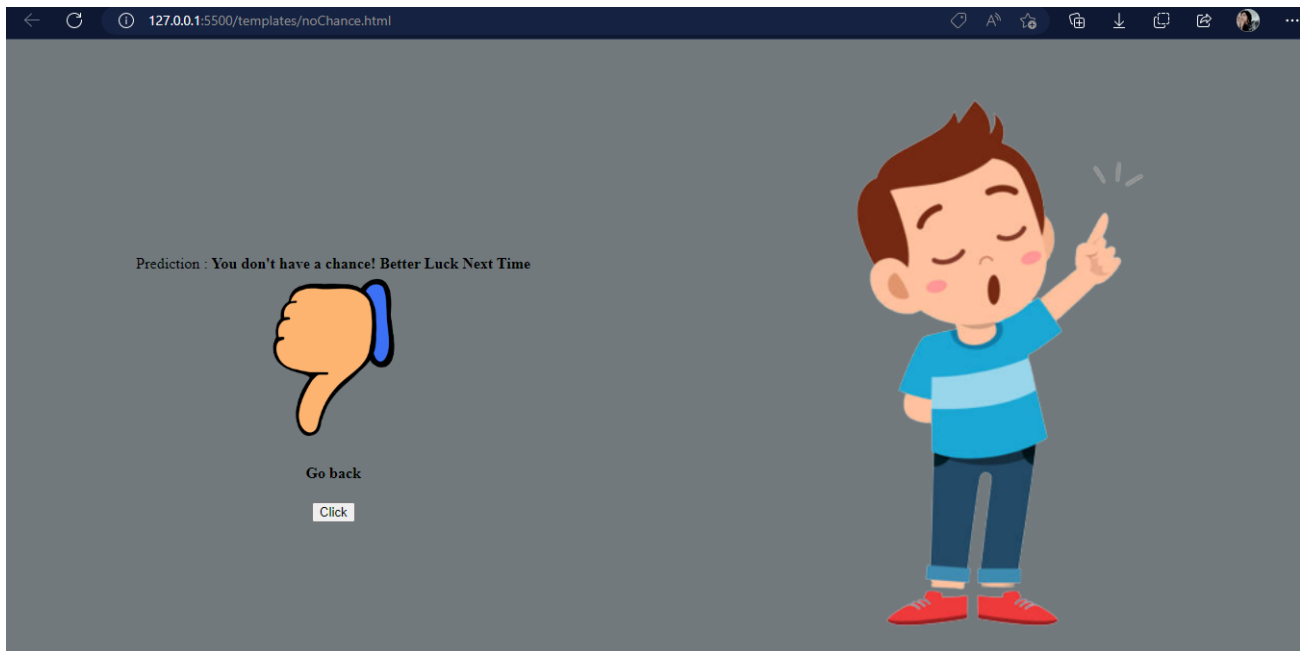 127.0.0.1:5500/templates/noChance.html
Prediction : You don't have a chance! Better Luck Next Time
Go back
Click